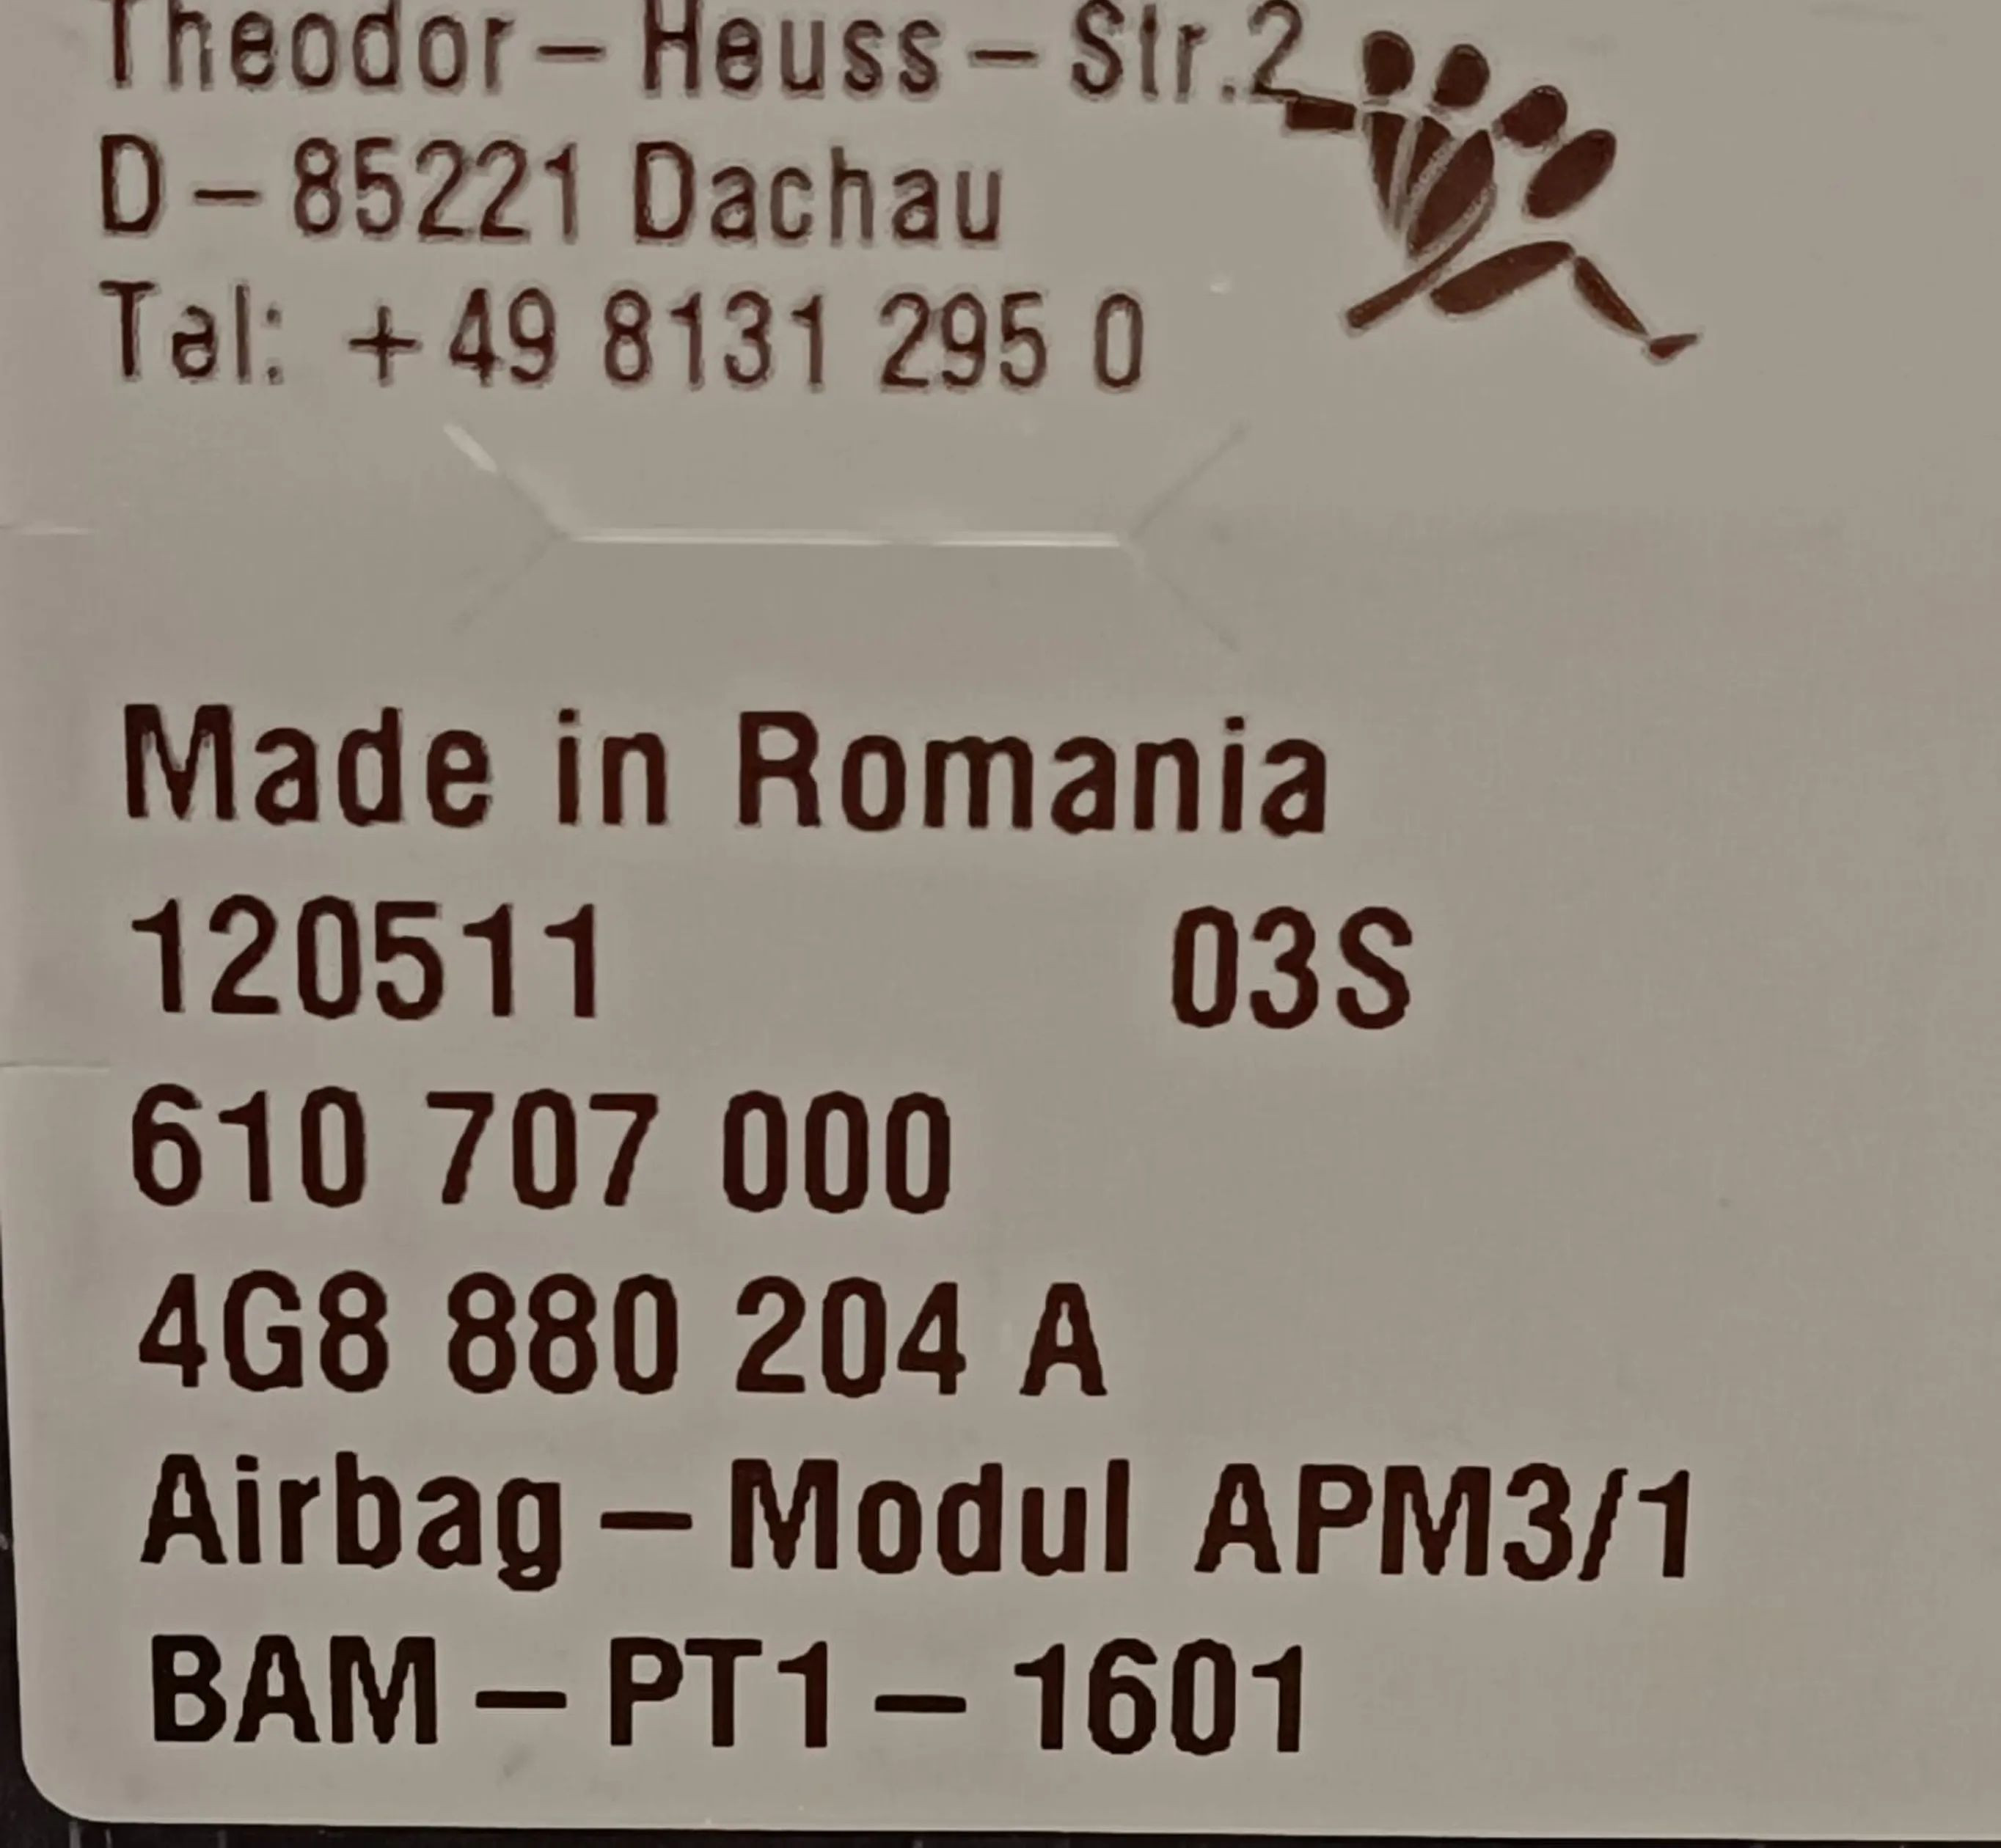 Theodor – Heuss – Str.2
D – 85221 Dachau
Tel: +49 8131 295 0
Made in Romania
120511 03S
610 707 000
4G8 880 204 A
Airbag – Modul APM3/1
BAM – PT1 – 1601